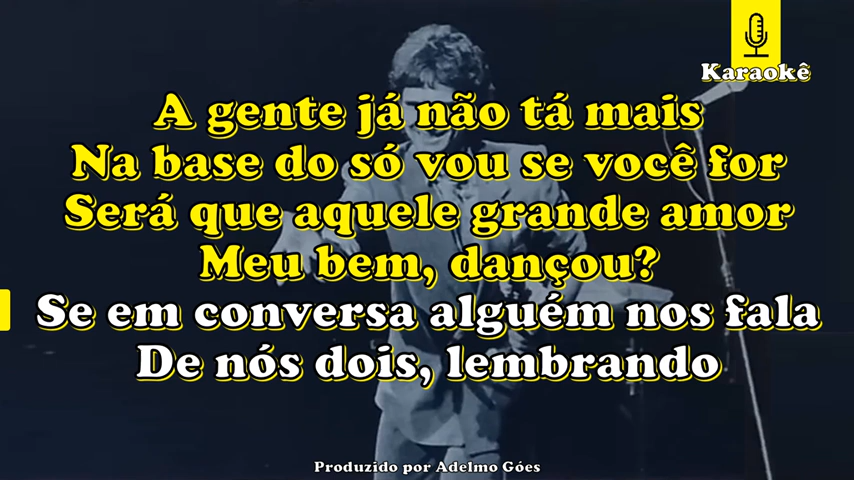 Karaokê
A gente já não tá mais
Na base do só vou se você for
Será que aquele grande amor
Meu bem, dançou?
Se em conversa alguém nos fala
De nós dois, lembrando
Produzido por Adelmo Góes